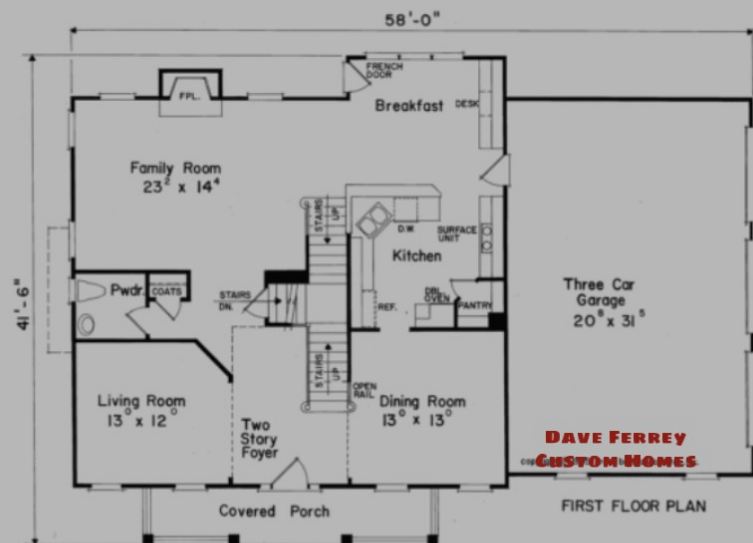 58'-0"
FRENCH
DOOR
Breakfast
DESK
FPL.
Family Room
23² x 14⁴
STAIRS
UP
D.W.
SURFACE
UNIT
Kitchen
41'-6"
Pwdr.
COATS
STAIRS
DN.
REF.
DBL.
OVEN
PANTRY
Three Car
Garage
20⁸ x 31⁵
STAIRS
UP
OPEN
RAIL
Living Room
13⁰ x 12⁰
Dining Room
13⁰ x 13⁰
Two
Story
Foyer
DAVE FERREY
CUSTOM HOMES
Covered Porch
FIRST FLOOR PLAN